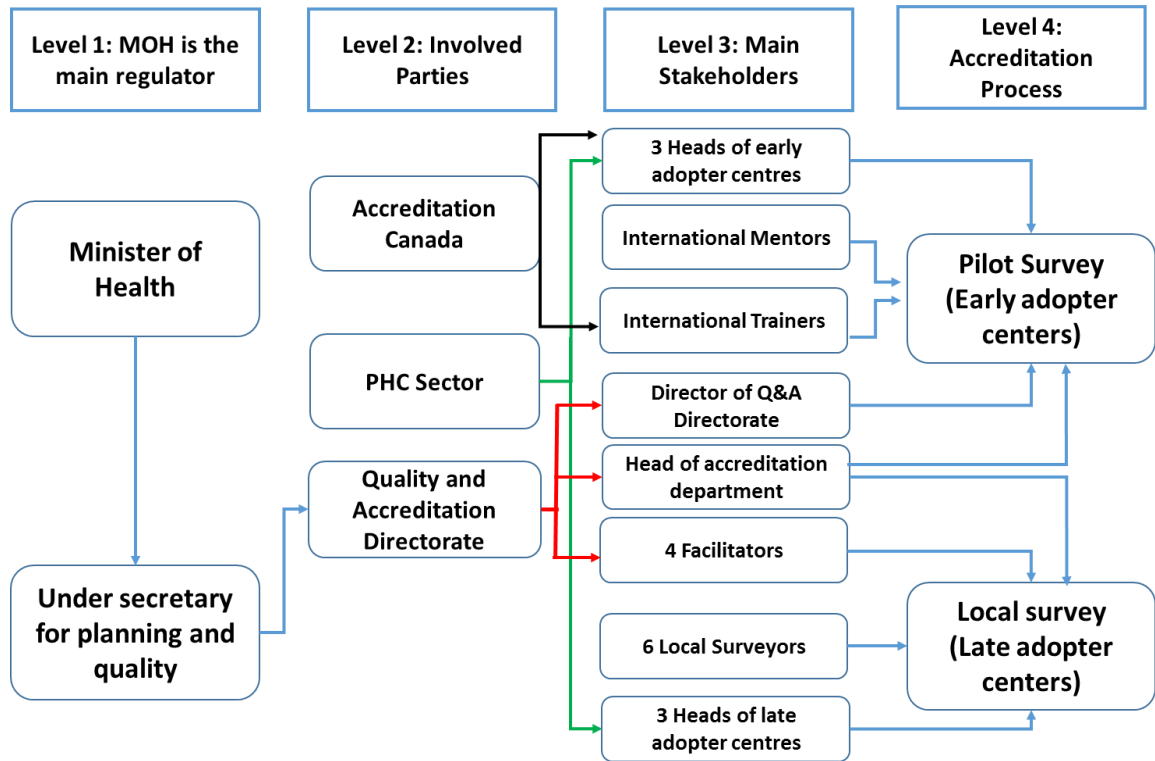 Level 1: MOH is the
main regulator
Level 2: Involved
Parties
Level 3: Main
Stakeholders
Level 4:
Accreditation
Process
Minister of
Health
Under secretary
for planning and
quality
Accreditation
Canada
PHC Sector
Quality and
Accreditation
Directorate
3 Heads of early
adopter centres
International Mentors
International Trainers
Director of Q&A
Directorate
Head of accreditation
department
4 Facilitators
6 Local Surveyors
3 Heads of late
adopter centres
Pilot Survey
(Early adopter
centers)
Local survey
(Late adopter
centers)